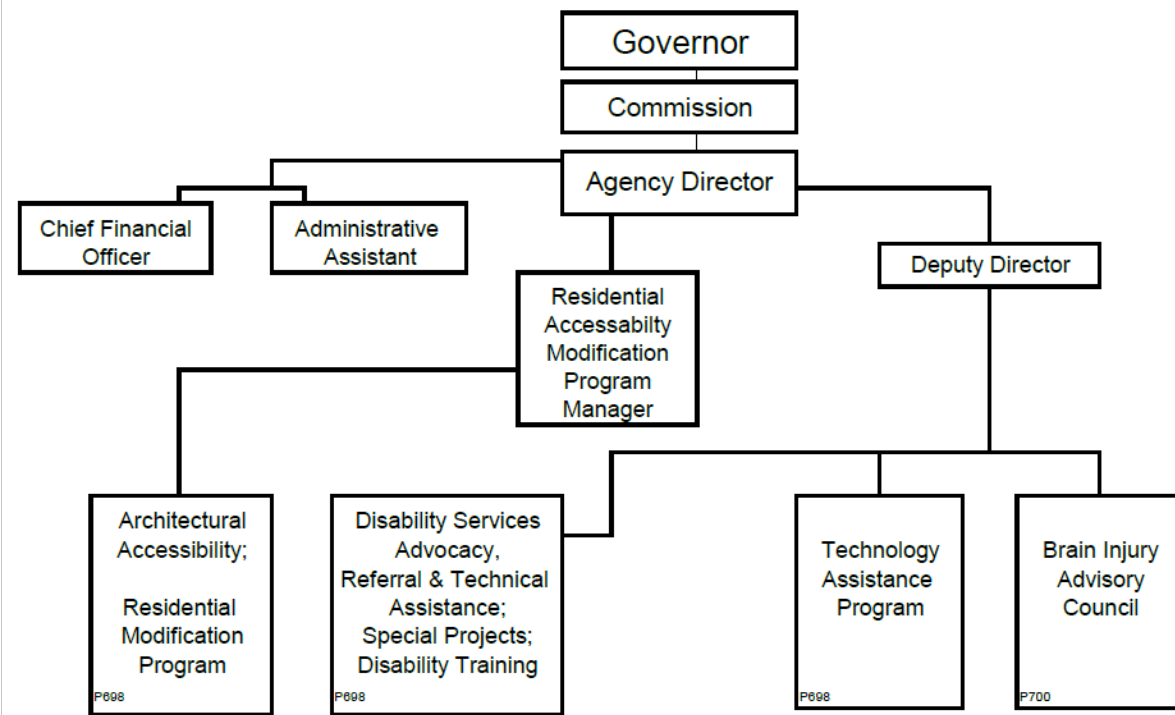 Governor
Commission
Agency Director
Chief Financial
Officer
Administrative
Assistant
Deputy Director
Residential
Accessabilty
Modification
Program
Manager
Architectural
Accessibility;
Residential
Modification
Program
P698
Disability Services
Advocacy,
Referral & Technical
Assistance;
Special Projects;
Disability Training
P698
Technology
Assistance
Program
P698
Brain Injury
Advisory
Council
P700